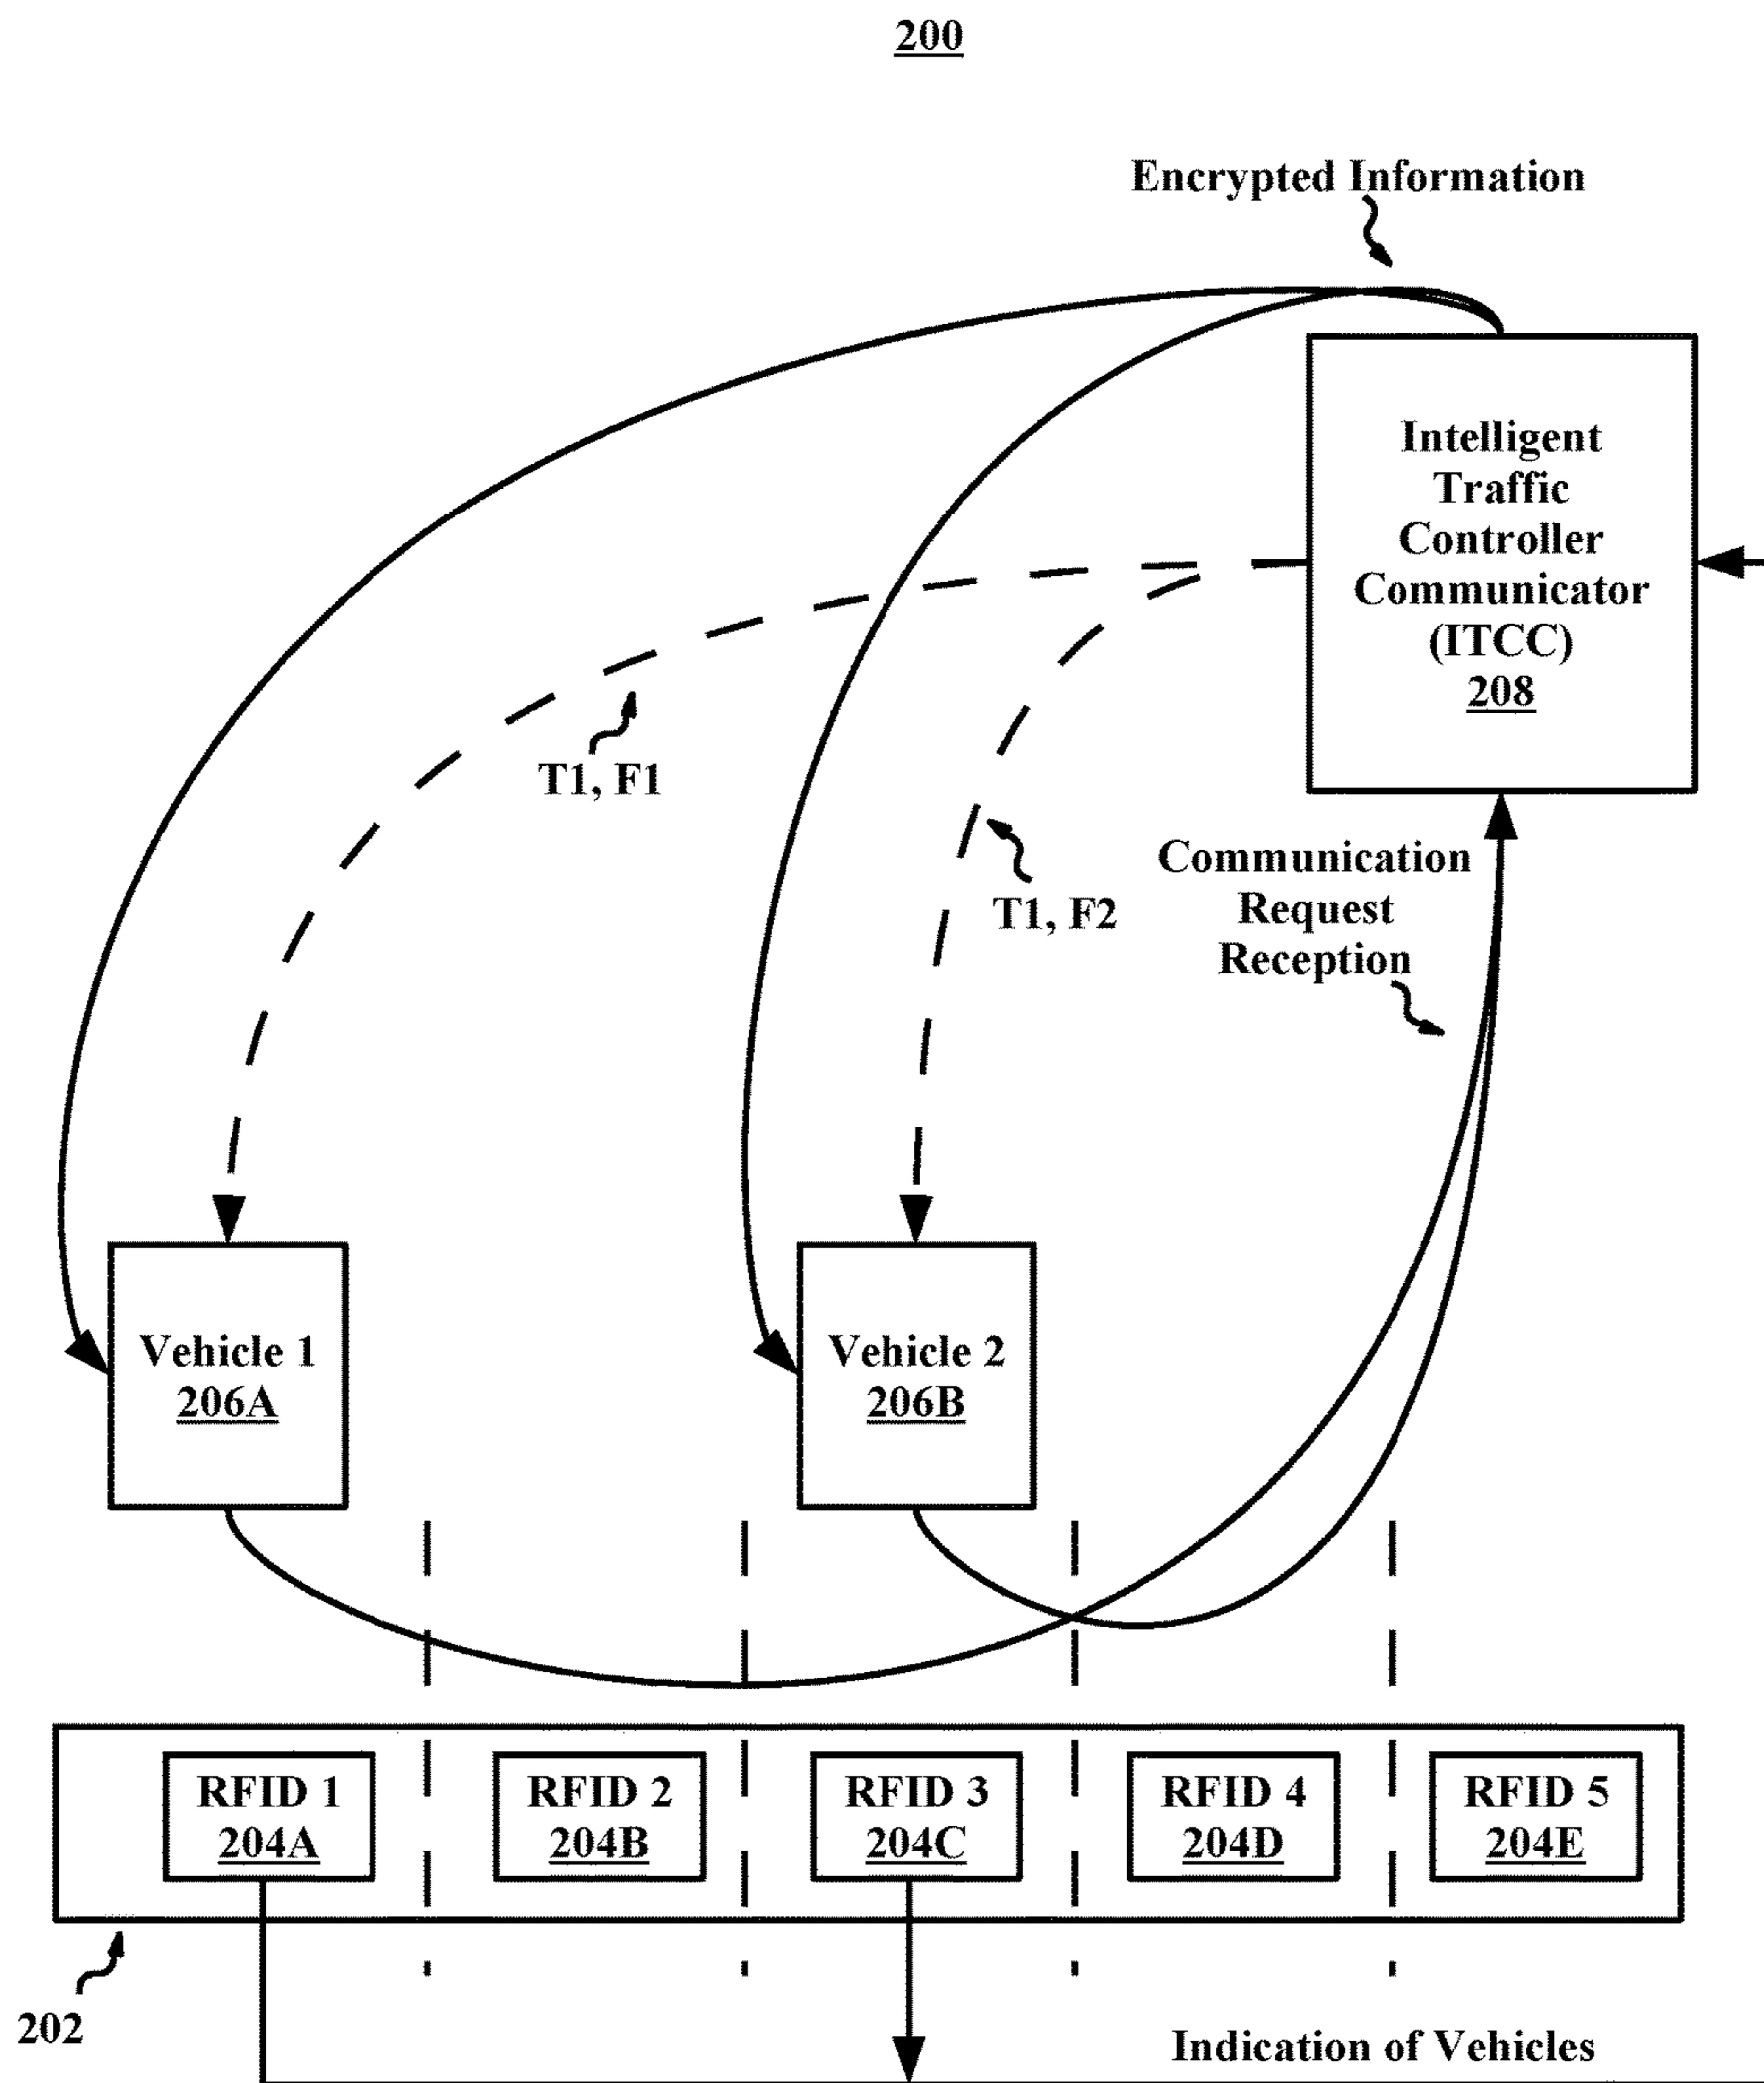 200
Encrypted Information
Intelligent
Traffic
Controller
Communicator
(ITCC)
208
T1, F1
T1, F2
Communication
Request
Reception
Vehicle 1
206A
Vehicle 2
206B
RFID 1
204A
RFID 2
204B
RFID 3
204C
RFID 4
204D
RFID 5
204E
202
Indication of Vehicles